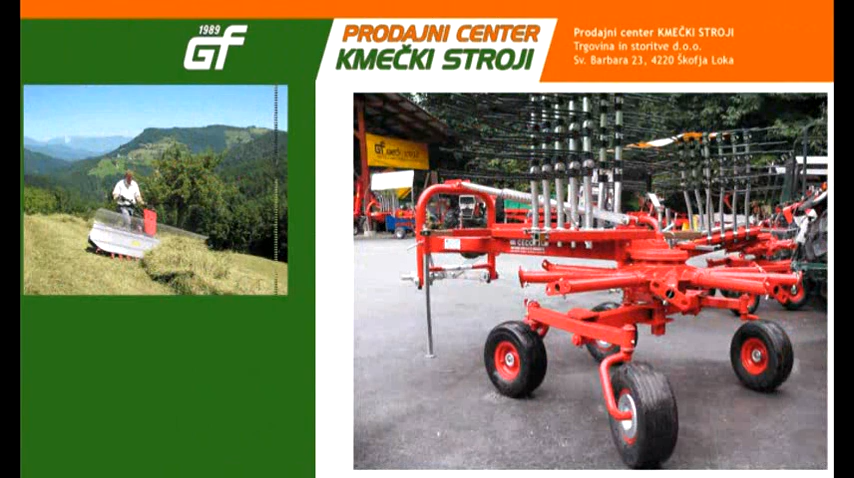 1989
GF
PRODAJNI CENTER
KMEČKI STROJI
Prodajni center KMEČKI STROJI
Trgovina in storitve d.o.o.
Sv. Barbara 23, 4220 Škofja Loka
GF